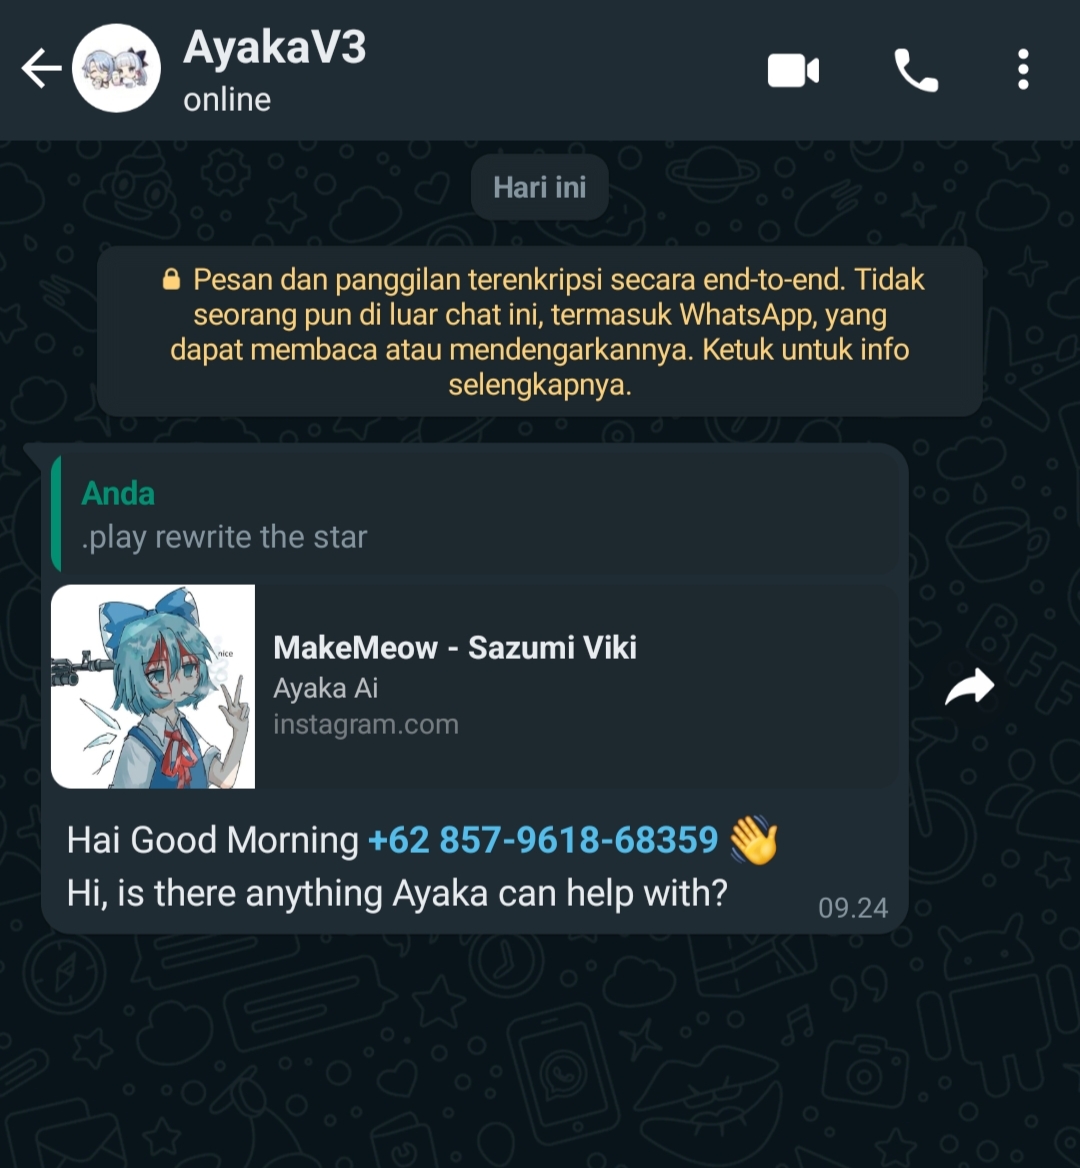 AyakaV3
online
Hari ini
Pesan dan panggilan terenkripsi secara end-to-end. Tidak
seorang pun di luar chat ini, termasuk WhatsApp, yang
dapat membaca atau mendengarkannya. Ketuk untuk info
selengkapnya.
Anda
.play rewrite the star
nice
MakeMeow - Sazumi Viki
Ayaka Ai
instagram.com
Hai Good Morning +62 857-9618-68359 👋
Hi, is there anything Ayaka can help with?
09.24